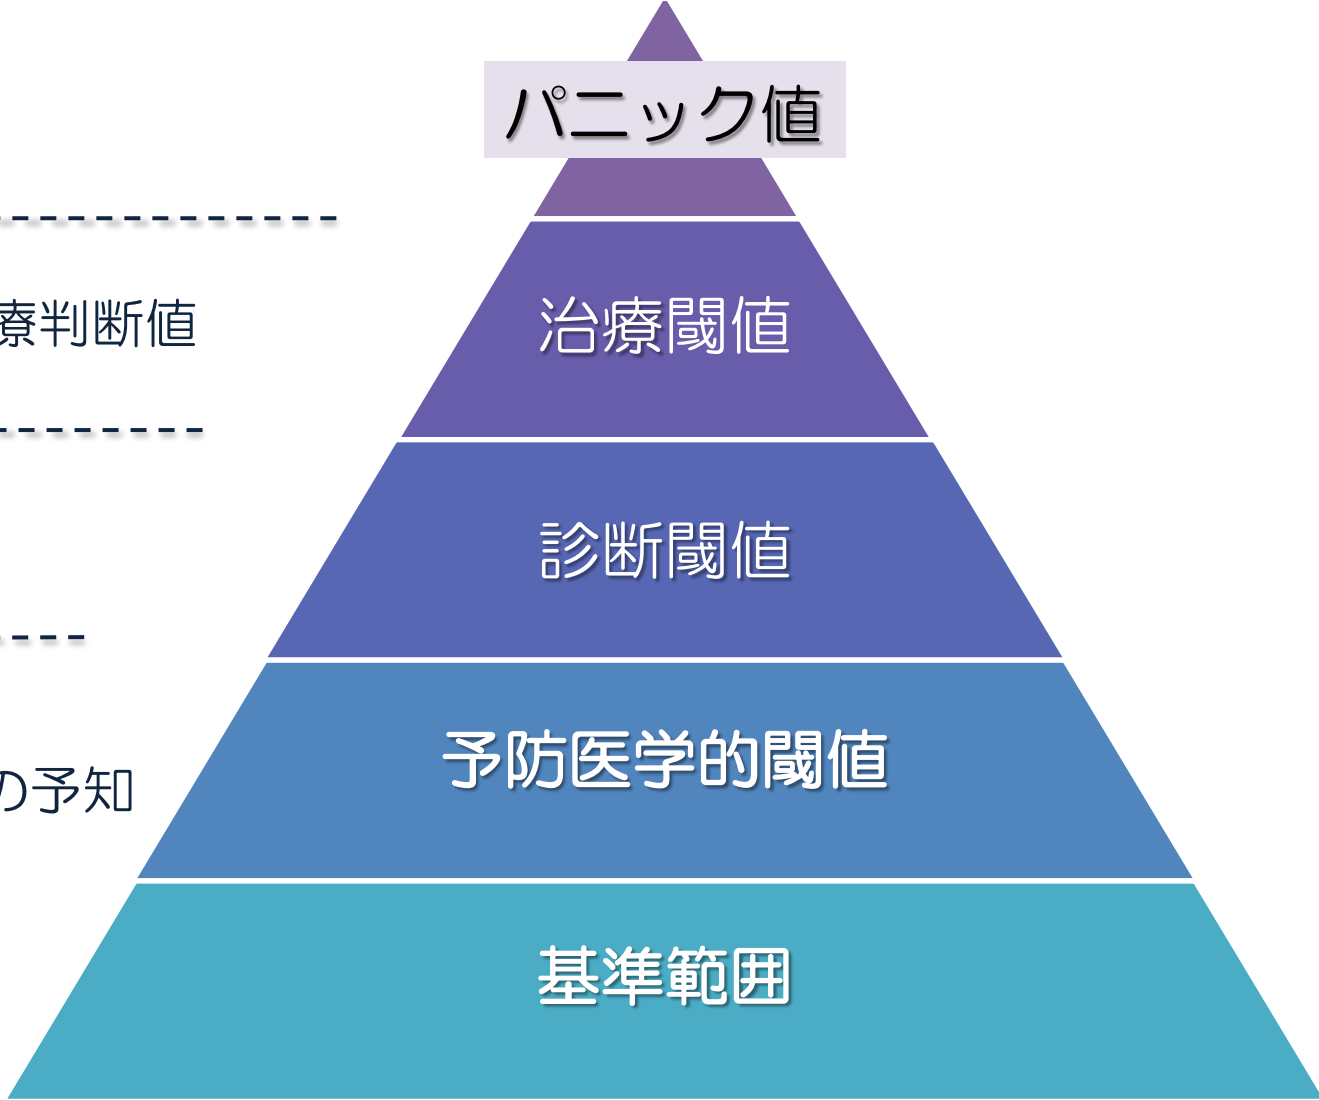 パニック値
療判断値
治療閾値
診断閾値
予防医学的閾値
の予知
基準範囲